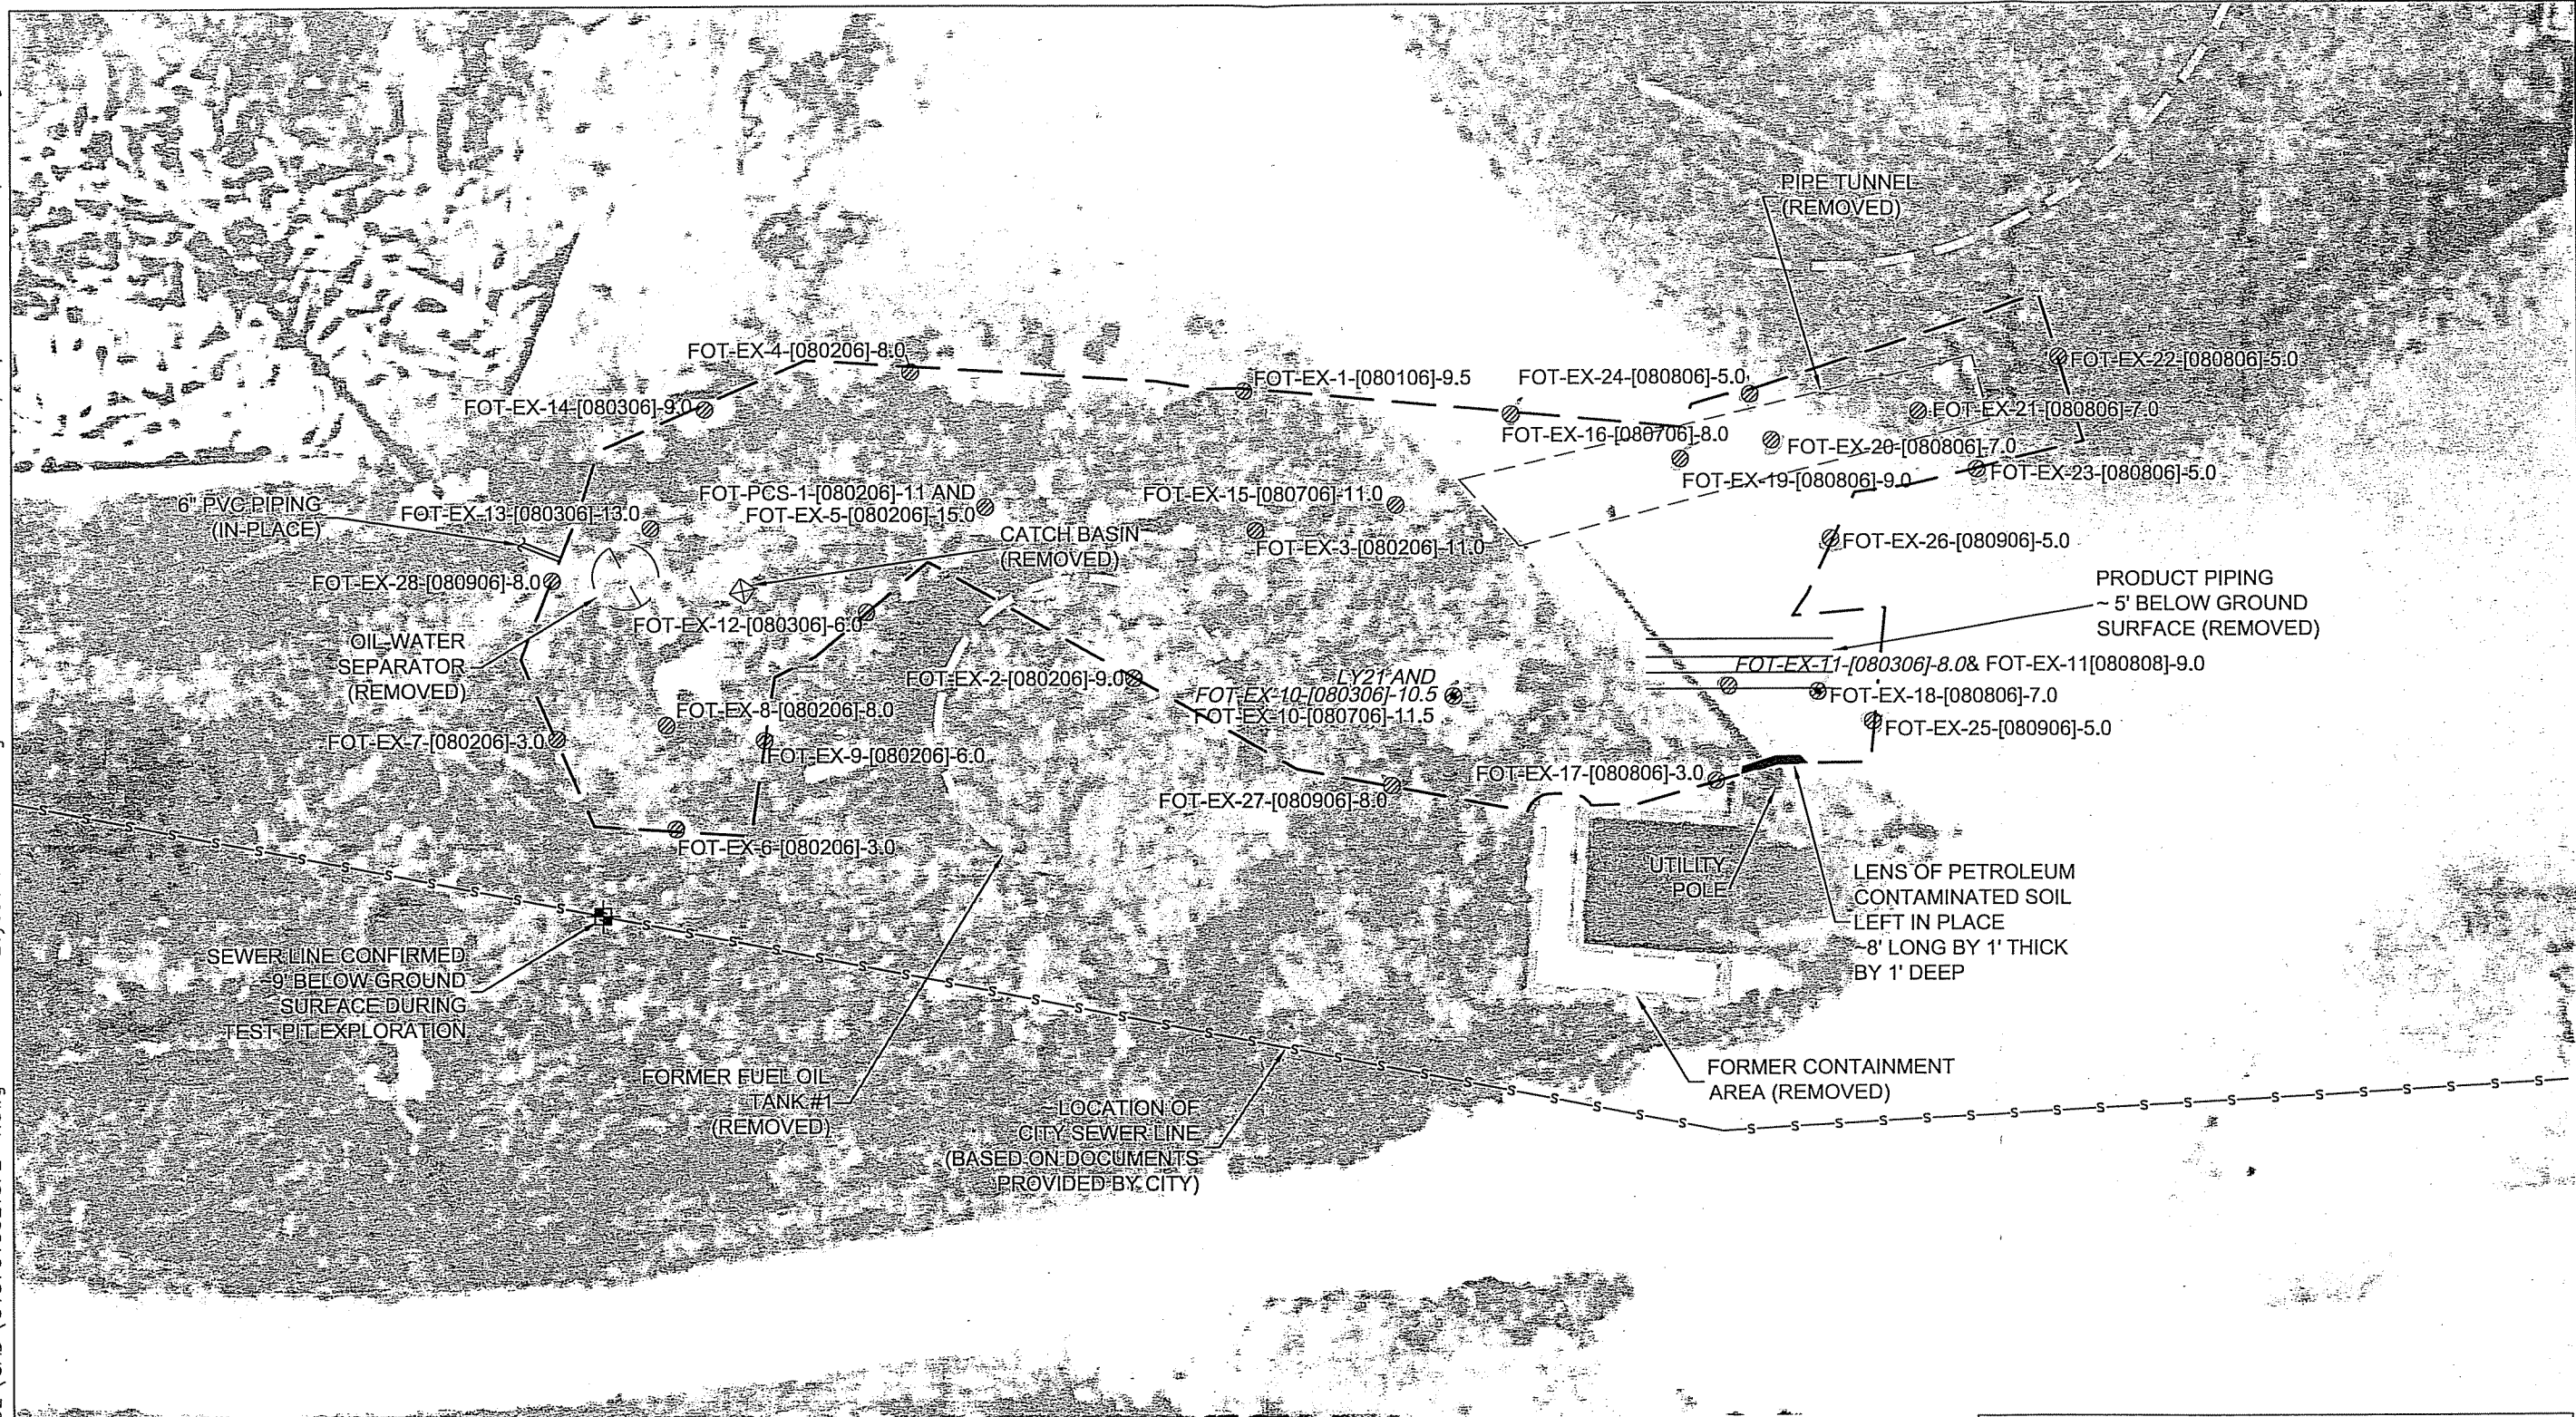 PIPE TUNNEL
(REMOVED)
FOT-EX-4-[080206]-8.0
FOT-EX-22-[080806]-5.0
FOT-EX-1-[080106]-9.5
FOT-EX-24-[080806]-5.0
FOT-EX-14-[080306]-9.0
FOT-EX-21-[080806]-7.0
FOT-EX-16-[080706]-8.0
FOT-EX-20-[080806]-7.0
FOT-EX-23-[080806]-5.0
FOT-EX-19-[080806]-9.0
6" PVC PIPING
(IN-PLACE)
FOT-EX-13-[080306]-13.0
FOT-PCS-1-[080206]-11 AND
FOT-EX-5-[080206]-15.0
FOT-EX-15-[080706]-11.0
CATCH BASIN
(REMOVED)
FOT-EX-3-[080206]-11.0
FOT-EX-26-[080906]-5.0
FOT-EX-28-[080906]-8.0
PRODUCT PIPING
~ 5' BELOW GROUND
SURFACE (REMOVED)
FOT-EX-12-[080306]-6.0
OIL-WATER
SEPARATOR
(REMOVED)
FOT-EX-2-[080206]-9.0
LY21 AND
FOT-EX-10-[080306]-10.5
FOT-EX-10-[080706]-11.5
FOT-EX-11-[080306]-8.0& FOT-EX-11[080808]-9.0
FOT-EX-18-[080806]-7.0
FOT-EX-8-[080206]-8.0
FOT-EX-25-[080906]-5.0
FOT-EX-7-[080206]-3.0
FOT-EX-9-[080206]-6.0
FOT-EX-17-[080806]-3.0
FOT-EX-27-[080906]-8.0
FOT-EX-6-[080206]-3.0
UTILITY
POLE
LENS OF PETROLEUM
CONTAMINATED SOIL
LEFT IN PLACE
~8' LONG BY 1' THICK
BY 1' DEEP
SEWER LINE CONFIRMED
~9' BELOW GROUND
SURFACE DURING
TEST PIT EXPLORATION
FORMER FUEL OIL
TANK #1
(REMOVED)
LOCATION OF
CITY SEWER LINE
(BASED ON DOCUMENTS
PROVIDED BY CITY)
FORMER CONTAINMENT
AREA (REMOVED)